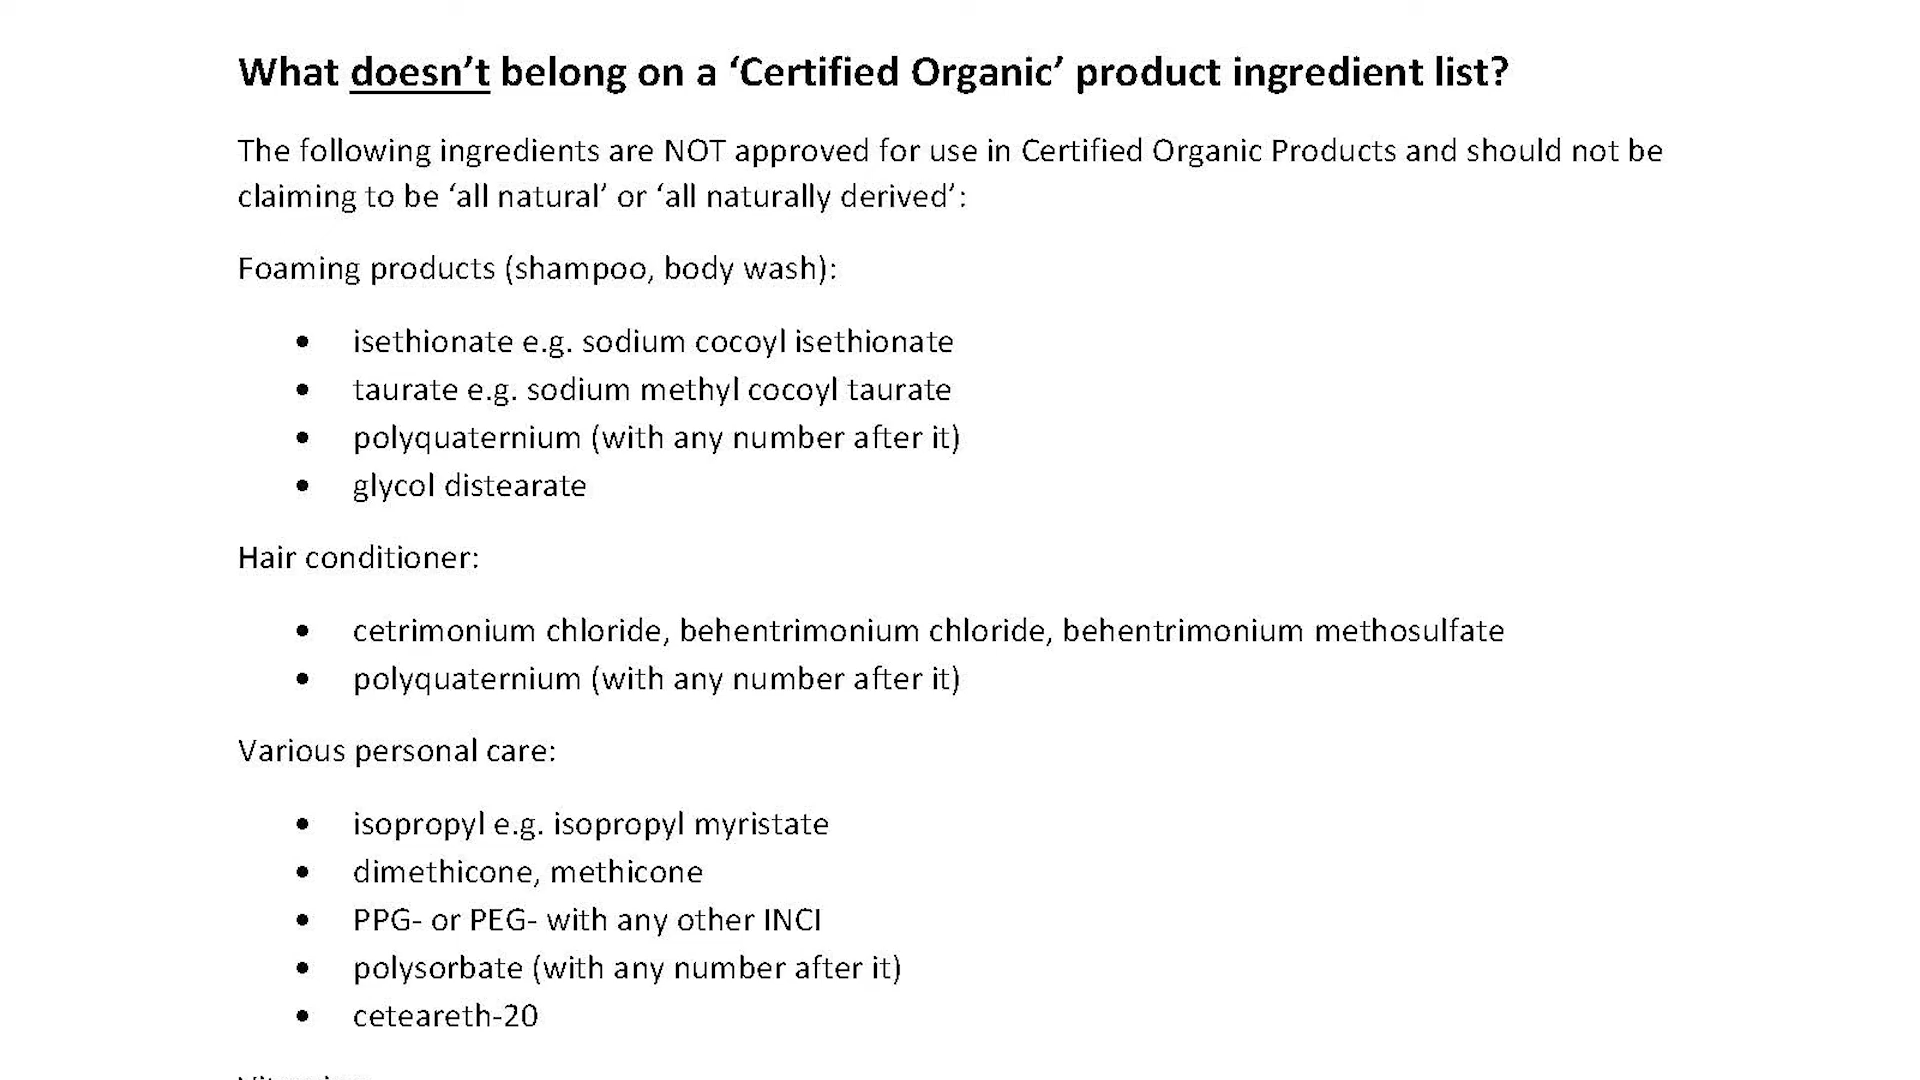 What doesn’t belong on a ‘Certified Organic’ product ingredient list?
The following ingredients are NOT approved for use in Certified Organic Products and should not be
claiming to be ‘all natural’ or ‘all naturally derived’:
Foaming products (shampoo, body wash):
• isethionate e.g. sodium cocoyl isethionate
• taurate e.g. sodium methyl cocoyl taurate
• polyquaternium (with any number after it)
• glycol distearate
Hair conditioner:
• cetrimonium chloride, behentrimonium chloride, behentrimonium methosulfate
• polyquaternium (with any number after it)
Various personal care:
• isopropyl e.g. isopropyl myristate
• dimethicone, methicone
• PPG- or PEG- with any other INCI
• polysorbate (with any number after it)
• ceteareth-20